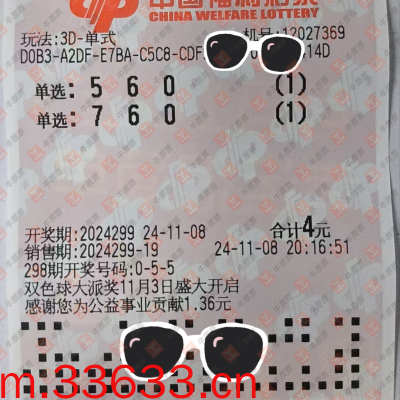 中国福利彩票
CHINA WELFARE LOTTERY
玩法:3D-单式 机号:12027369
D0B3-A2DF-E7BA-C5C8-CDF 14D
单选: 5 6 0 (1)
单选: 7 6 0 (1)
开奖期:2024299 24-11-08 合计4元
销售期:2024299-19 24-11-08 20:16:51
298期开奖号码:0-5-5
双色球大派奖11月3日盛大开启
感谢您为公益事业贡献1.36元
m.33633.cn